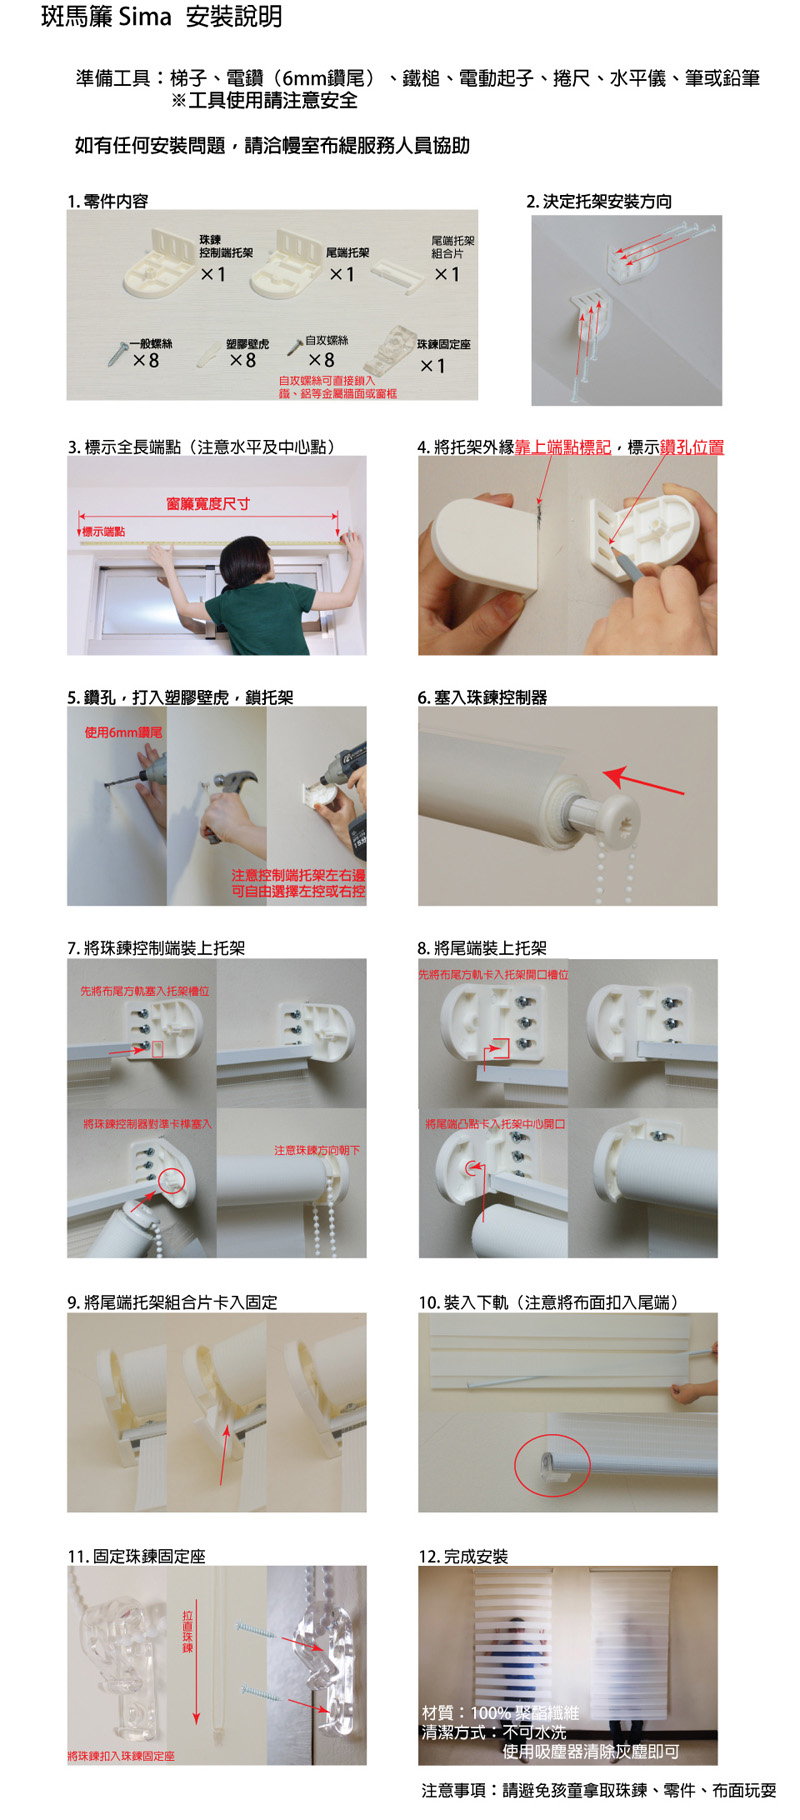 斑馬簾 Sima 安裝說明
準備工具：梯子、電鑽（6mm鑽尾）、鐵槌、電動起子、捲尺、水平儀、筆或鉛筆
※工具使用請注意安全
如有任何安裝問題，請洽幔室布緹服務人員協助
1. 零件內容
珠鍊
控制端托架
×1
尾端托架
×1
尾端托架
組合片
×1
一般螺絲
×8
塑膠壁虎
×8
自攻螺絲
×8
自攻螺絲可直接鎖入
鐵、鋁等金屬牆面或窗框
珠鍊固定座
×1
2. 決定托架安裝方向
3. 標示全長端點（注意水平及中心點）
窗簾寬度尺寸
標示端點
4. 將托架外緣靠上端點標記，標示鑽孔位置
5. 鑽孔，打入塑膠壁虎，鎖托架
使用6mm鑽尾
注意控制端托架左右邊
可自由選擇左控或右控
6. 塞入珠鍊控制器
7. 將珠鍊控制端裝上托架
先將布尾方軌塞入托架槽位
將珠鍊控制器對準卡榫塞入
注意珠鍊方向朝下
8. 將尾端裝上托架
先將布尾方軌卡入托架開口槽位
將尾端凸點卡入托架中心開口
9. 將尾端托架組合片卡入固定
10. 裝入下軌（注意將布面扣入尾端）
11. 固定珠鍊固定座
拉直珠鍊
將珠鍊扣入珠鍊固定座
12. 完成安裝
材質：100% 聚酯纖維
清潔方式：不可水洗
使用吸塵器清除灰塵即可
注意事項：請避免孩童拿取珠鍊、零件、布面玩耍